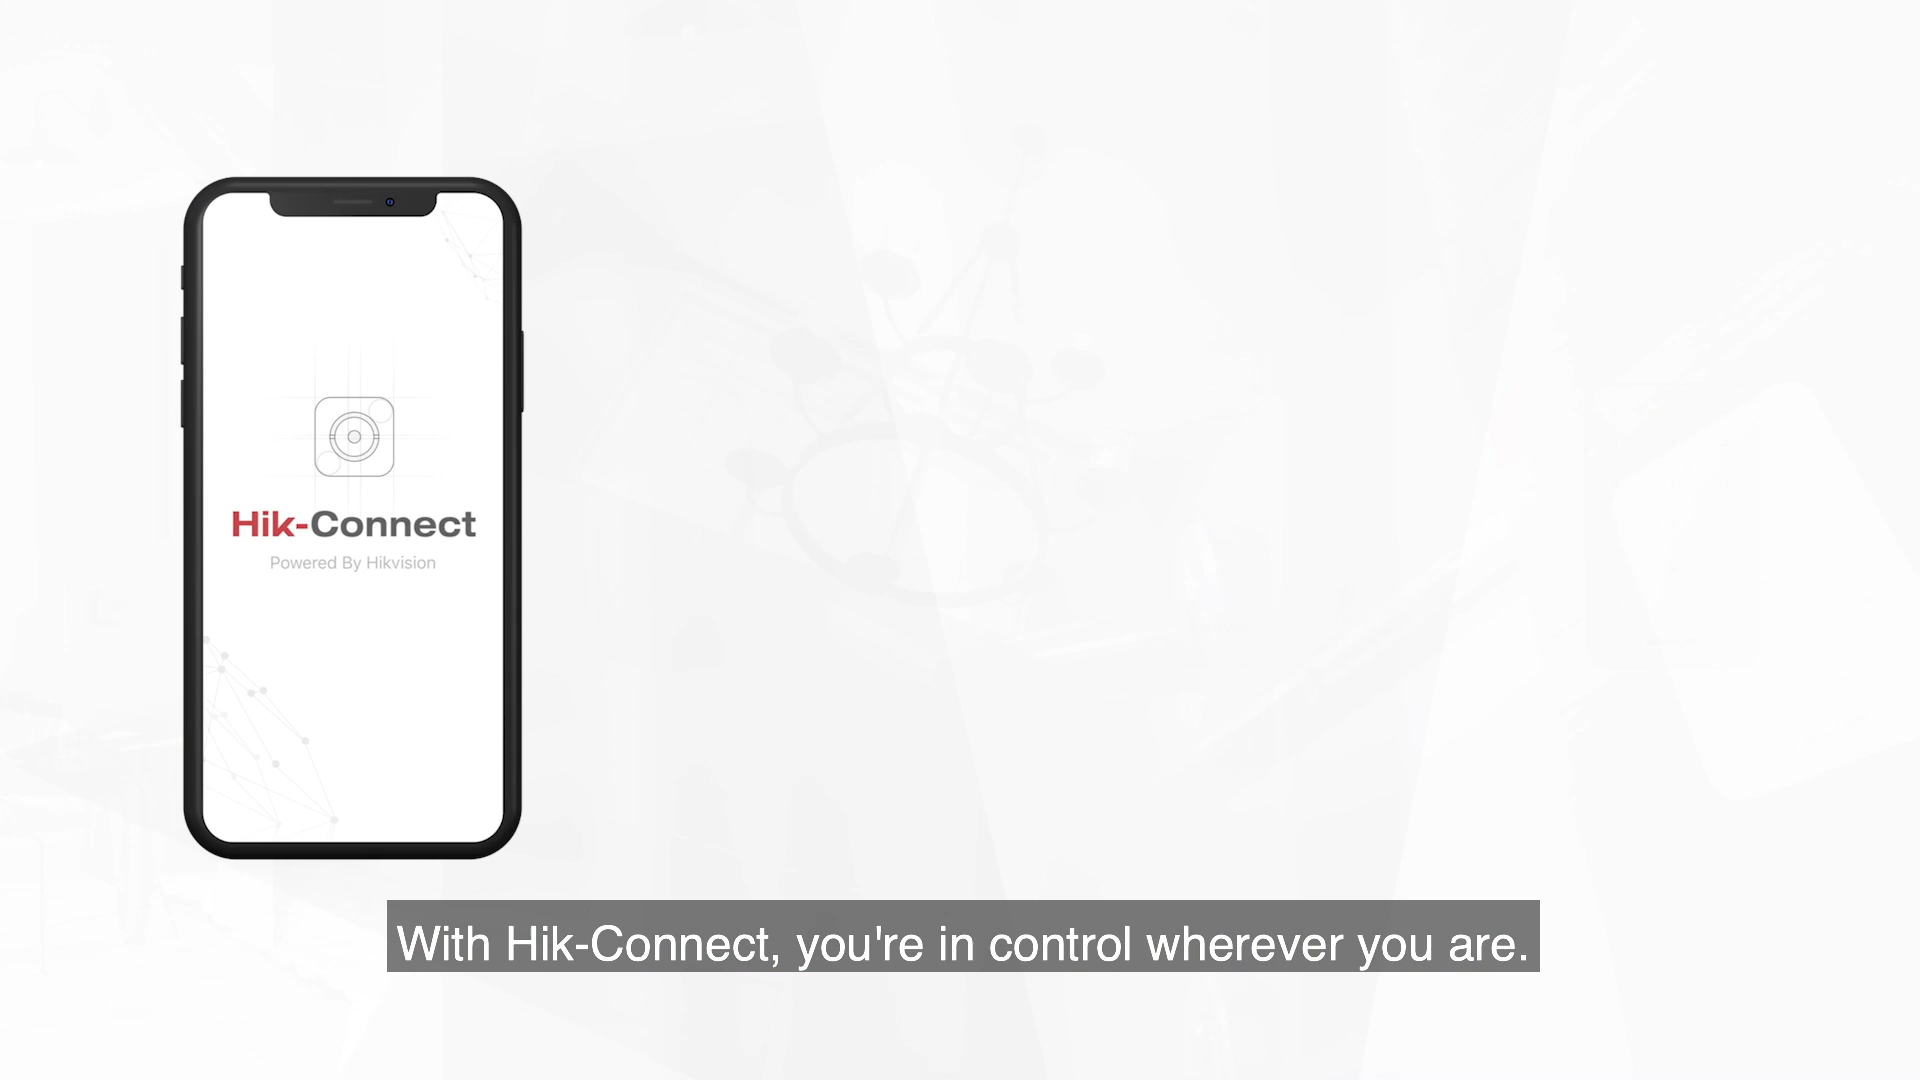 Hik-Connect
Powered By Hikvision
With Hik-Connect, you're in control wherever you are.